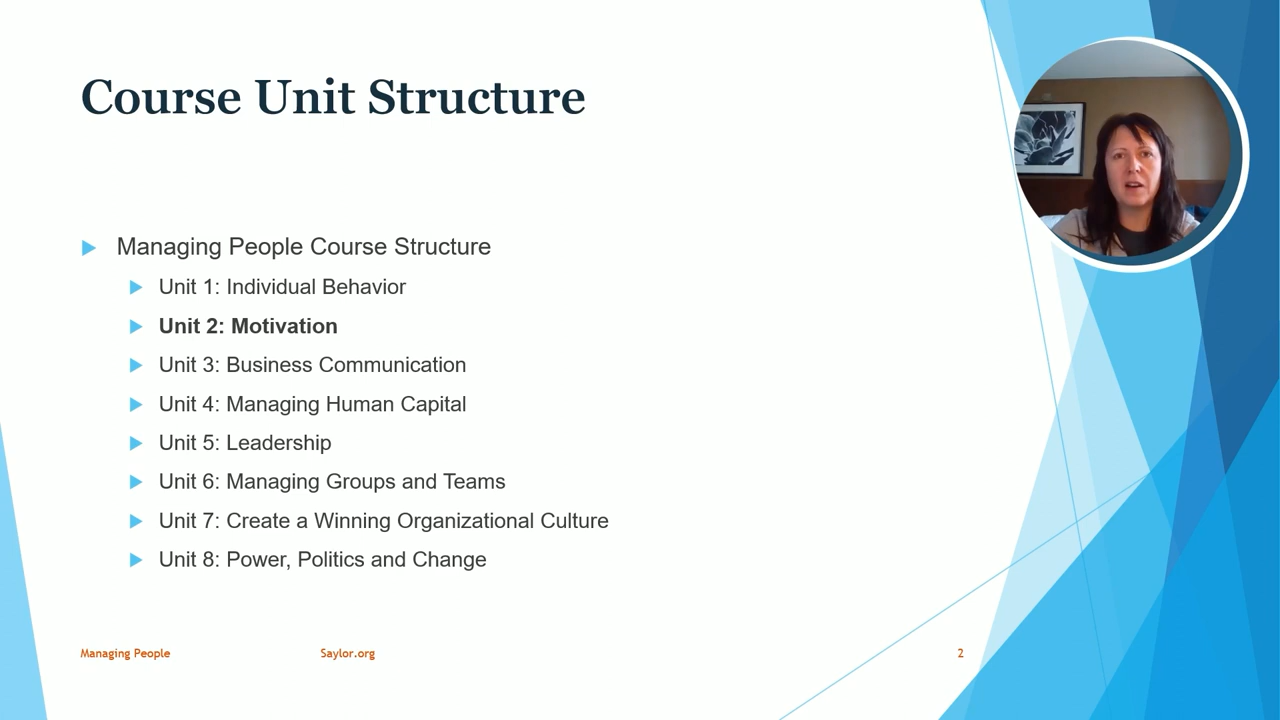 Course Unit Structure
Managing People Course Structure
Unit 1: Individual Behavior
Unit 2: Motivation
Unit 3: Business Communication
Unit 4: Managing Human Capital
Unit 5: Leadership
Unit 6: Managing Groups and Teams
Unit 7: Create a Winning Organizational Culture
Unit 8: Power, Politics and Change
Managing People Saylor.org 2